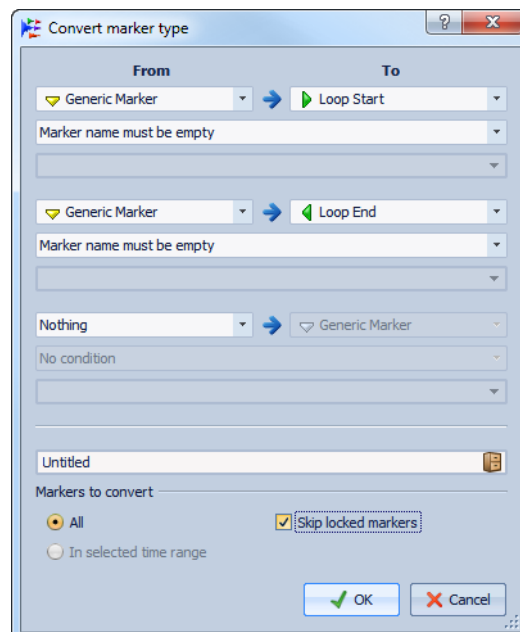 Convert marker type
From To
Generic Marker Loop Start
Marker name must be empty
Generic Marker Loop End
Marker name must be empty
Nothing Generic Marker
No condition
Untitled
Markers to convert
All Skip locked markers
In selected time range
OK Cancel